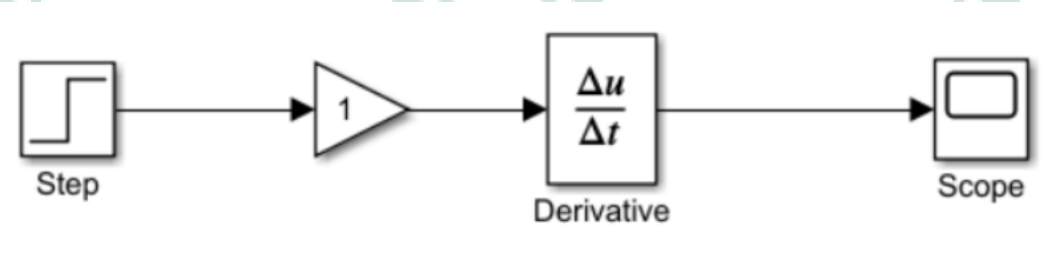 1
Δu
Δt
Step
Derivative
Scope